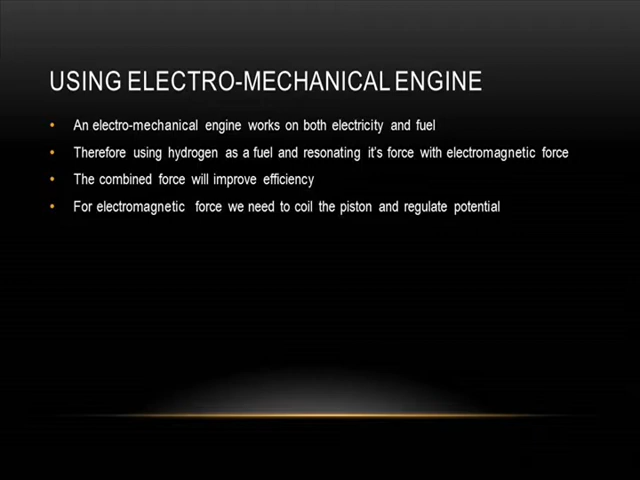 USING ELECTRO-MECHANICAL ENGINE
• An electro-mechanical engine works on both electricity and fuel
• Therefore using hydrogen as a fuel and resonating it's force with electromagnetic force
• The combined force will improve efficiency
• For electromagnetic force we need to coil the piston and regulate potential